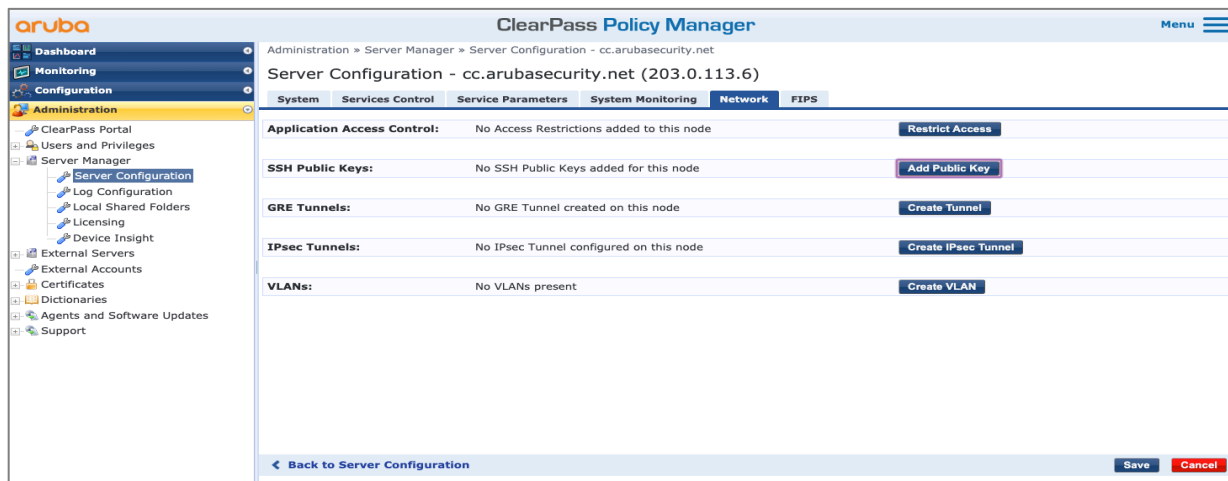 aruba
ClearPass Policy Manager
Menu
Dashboard
Monitoring
Configuration
Administration
ClearPass Portal
Users and Privileges
Server Manager
Server Configuration
Log Configuration
Local Shared Folders
Licensing
Device Insight
External Servers
External Accounts
Certificates
Dictionaries
Agents and Software Updates
Support
Administration » Server Manager » Server Configuration - cc.arubasecurity.net
Server Configuration - cc.arubasecurity.net (203.0.113.6)
System Services Control Service Parameters System Monitoring Network FIPS
Application Access Control: No Access Restrictions added to this node Restrict Access
SSH Public Keys: No SSH Public Keys added for this node Add Public Key
GRE Tunnels: No GRE Tunnel created on this node Create Tunnel
IPsec Tunnels: No IPsec Tunnel configured on this node Create IPsec Tunnel
VLANs: No VLANs present Create VLAN
Back to Server Configuration Save Cancel